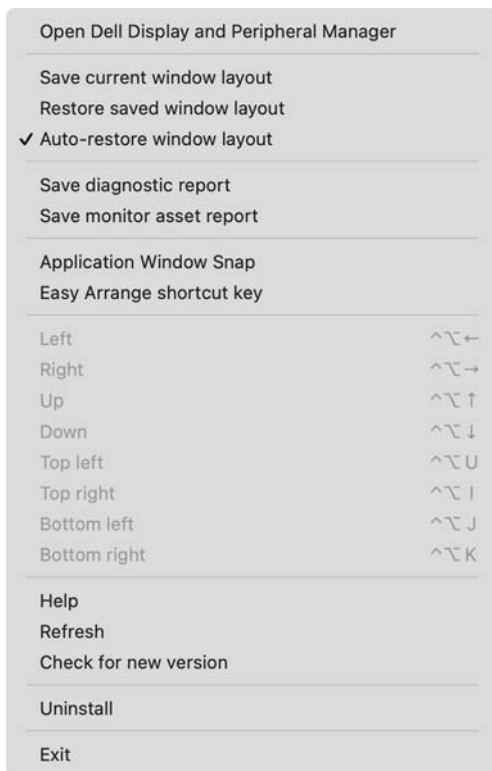 Open Dell Display and Peripheral Manager
Save current window layout
Restore saved window layout
✓ Auto-restore window layout
Save diagnostic report
Save monitor asset report
Application Window Snap
Easy Arrange shortcut key
Left ^⌥←
Right ^⌥→
Up ^⌥↑
Down ^⌥↓
Top left ^⌥U
Top right ^⌥I
Bottom left ^⌥J
Bottom right ^⌥K
Help
Refresh
Check for new version
Uninstall
Exit